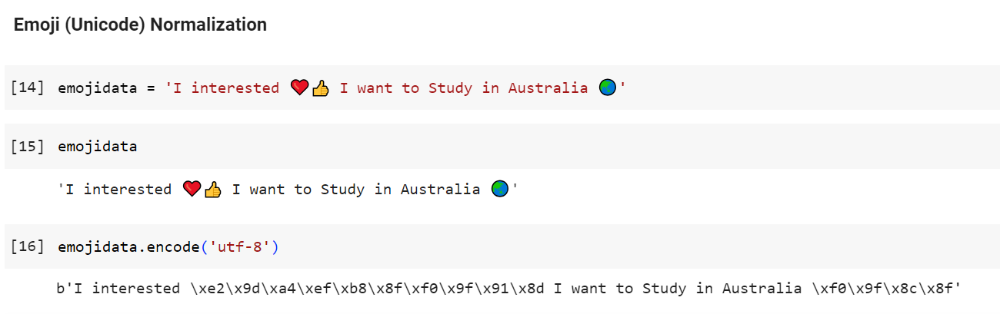 Emoji (Unicode) Normalization
[14] emojidata = 'I interested ❤️👍 I want to Study in Australia 🌏'
[15] emojidata
'I interested ❤️👍 I want to Study in Australia 🌏'
[16] emojidata.encode('utf-8')
b'I interested \xe2\x9d\xa4\xef\xb8\x8f\xf0\x9f\x91\x8d I want to Study in Australia \xf0\x9f\x8c\x8f'